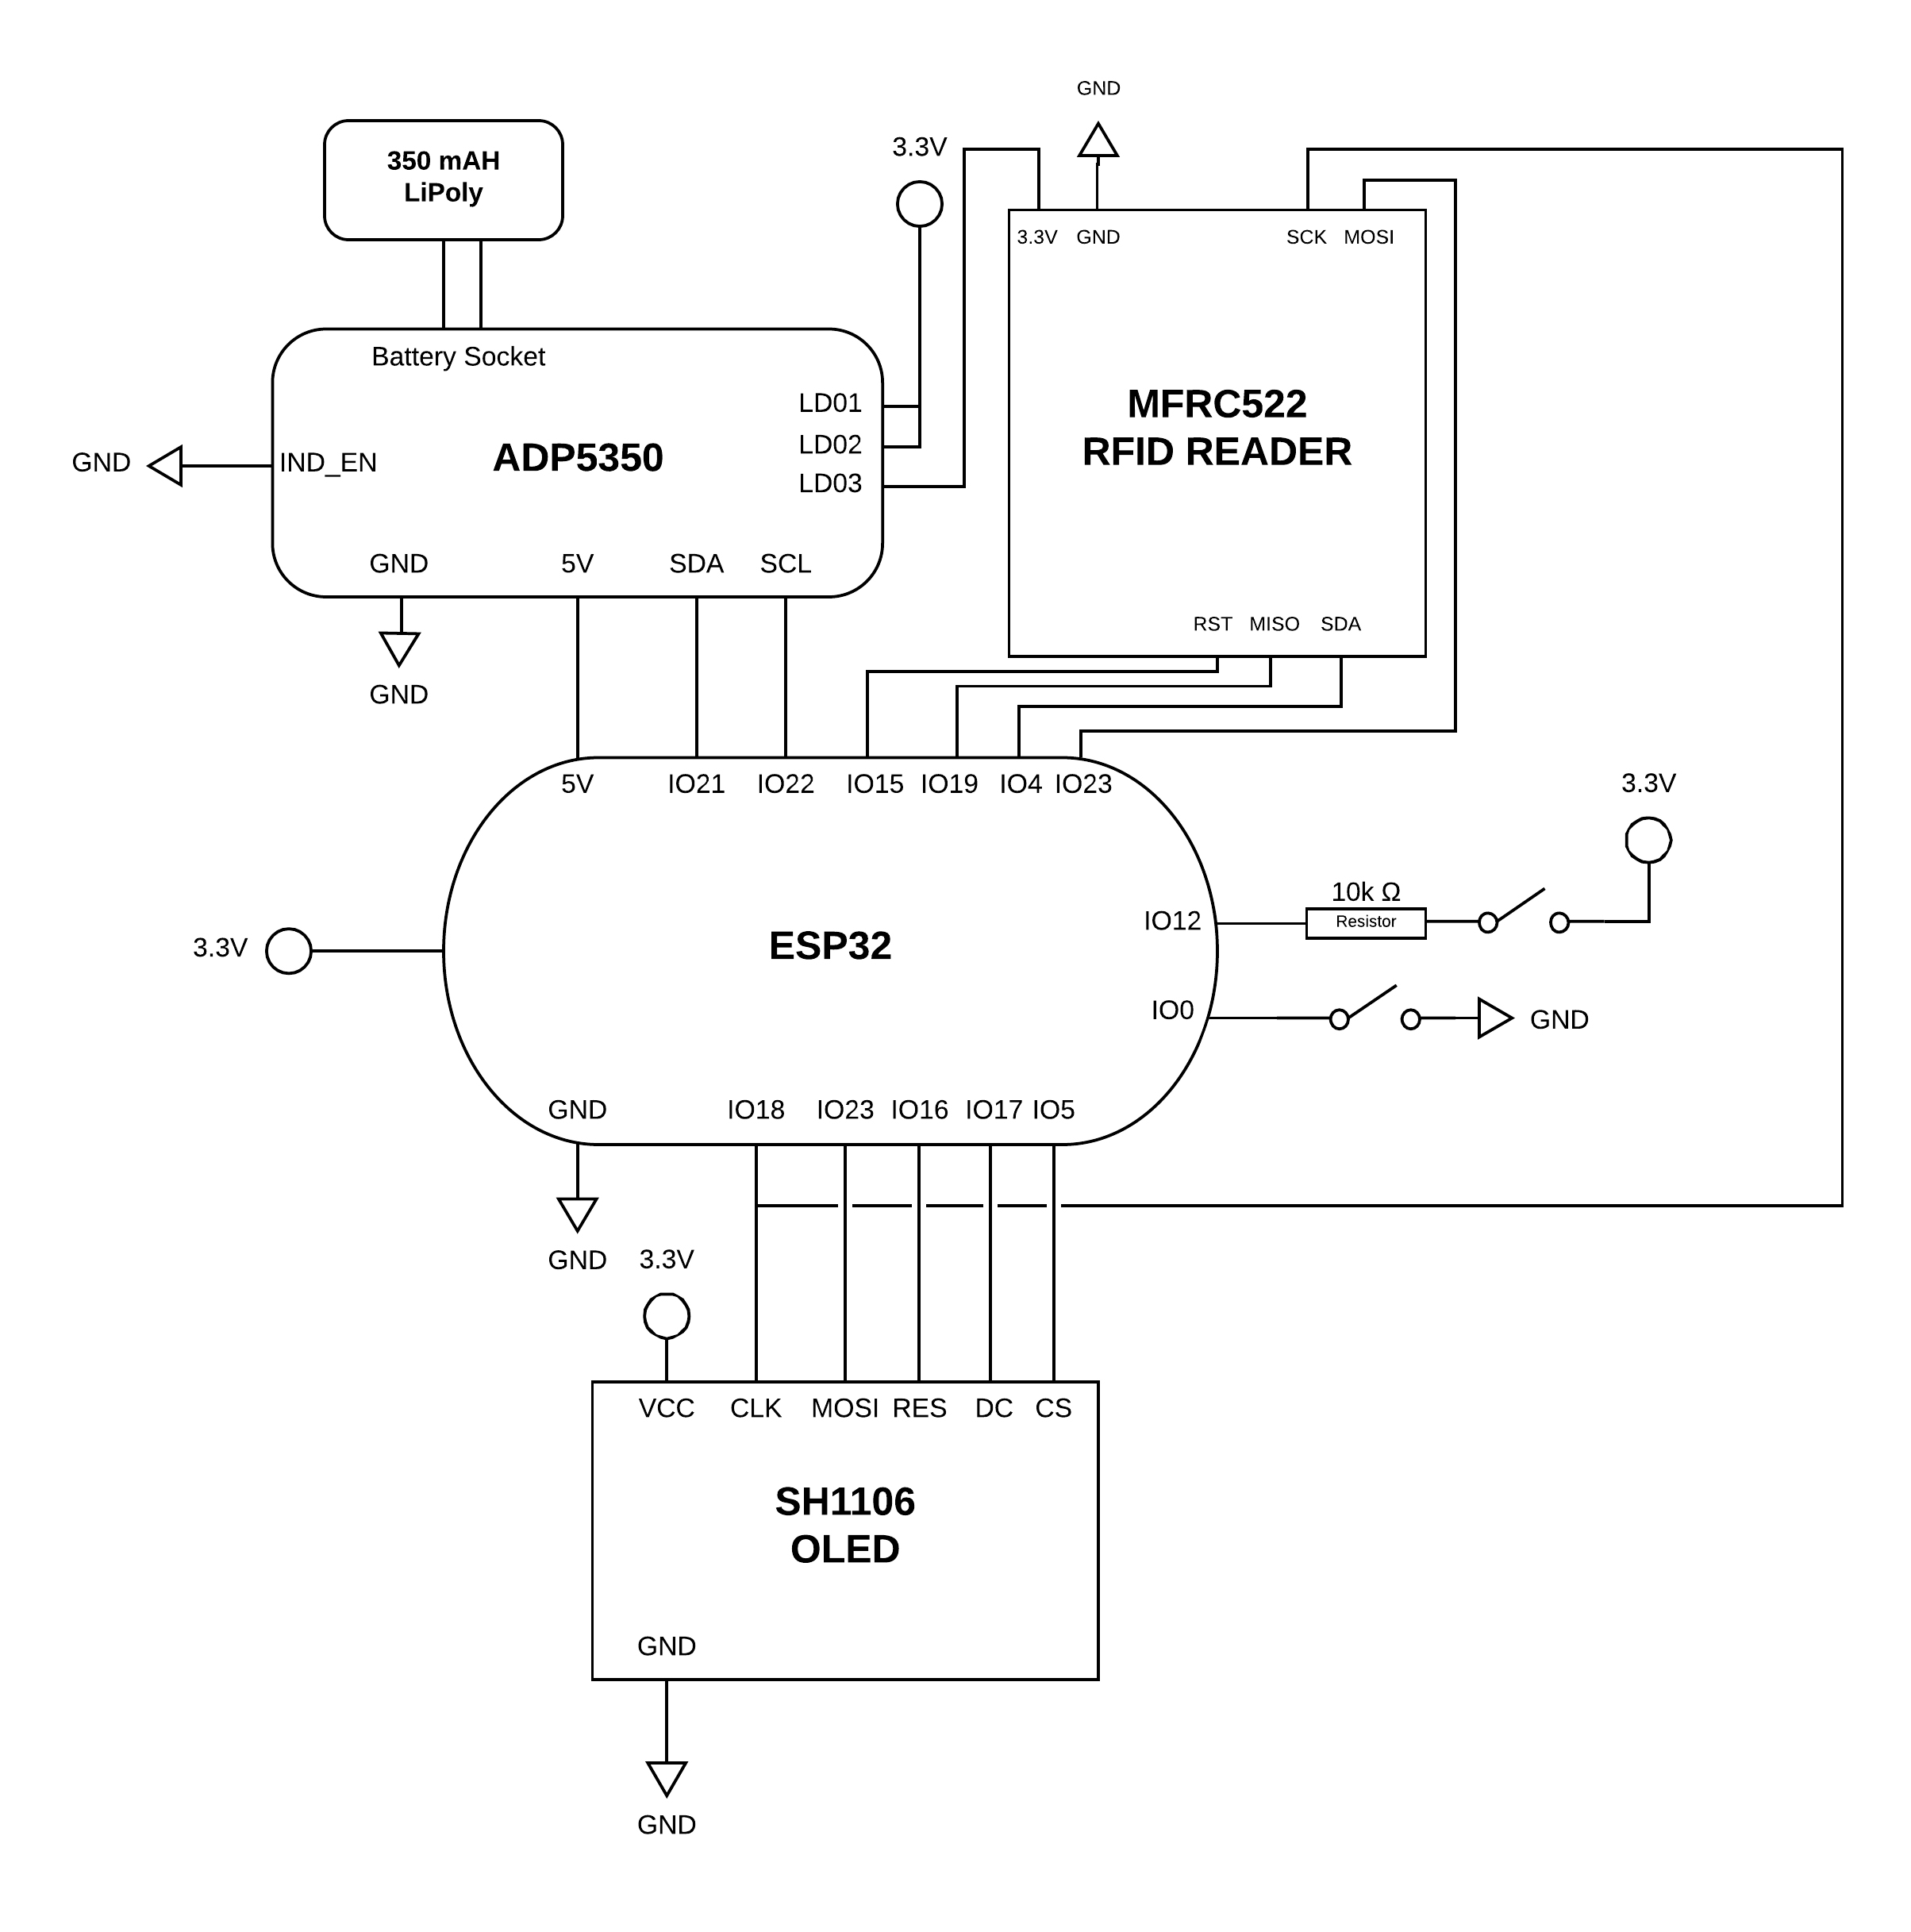 GND
350 mAH
LiPoly
3.3V
3.3V GND SCK MOSI
Battery Socket
LD01
LD02
LD03
GND
IND_EN
ADP5350
MFRC522
RFID READER
GND 5V SDA SCL
RST MISO SDA
GND
5V IO21 IO22 IO15 IO19 IO4 IO23
3.3V
10k Ω
Resistor
IO12
3.3V
ESP32
IO0
GND
GND IO18 IO23 IO16 IO17 IO5
GND
3.3V
VCC CLK MOSI RES DC CS
SH1106
OLED
GND
GND